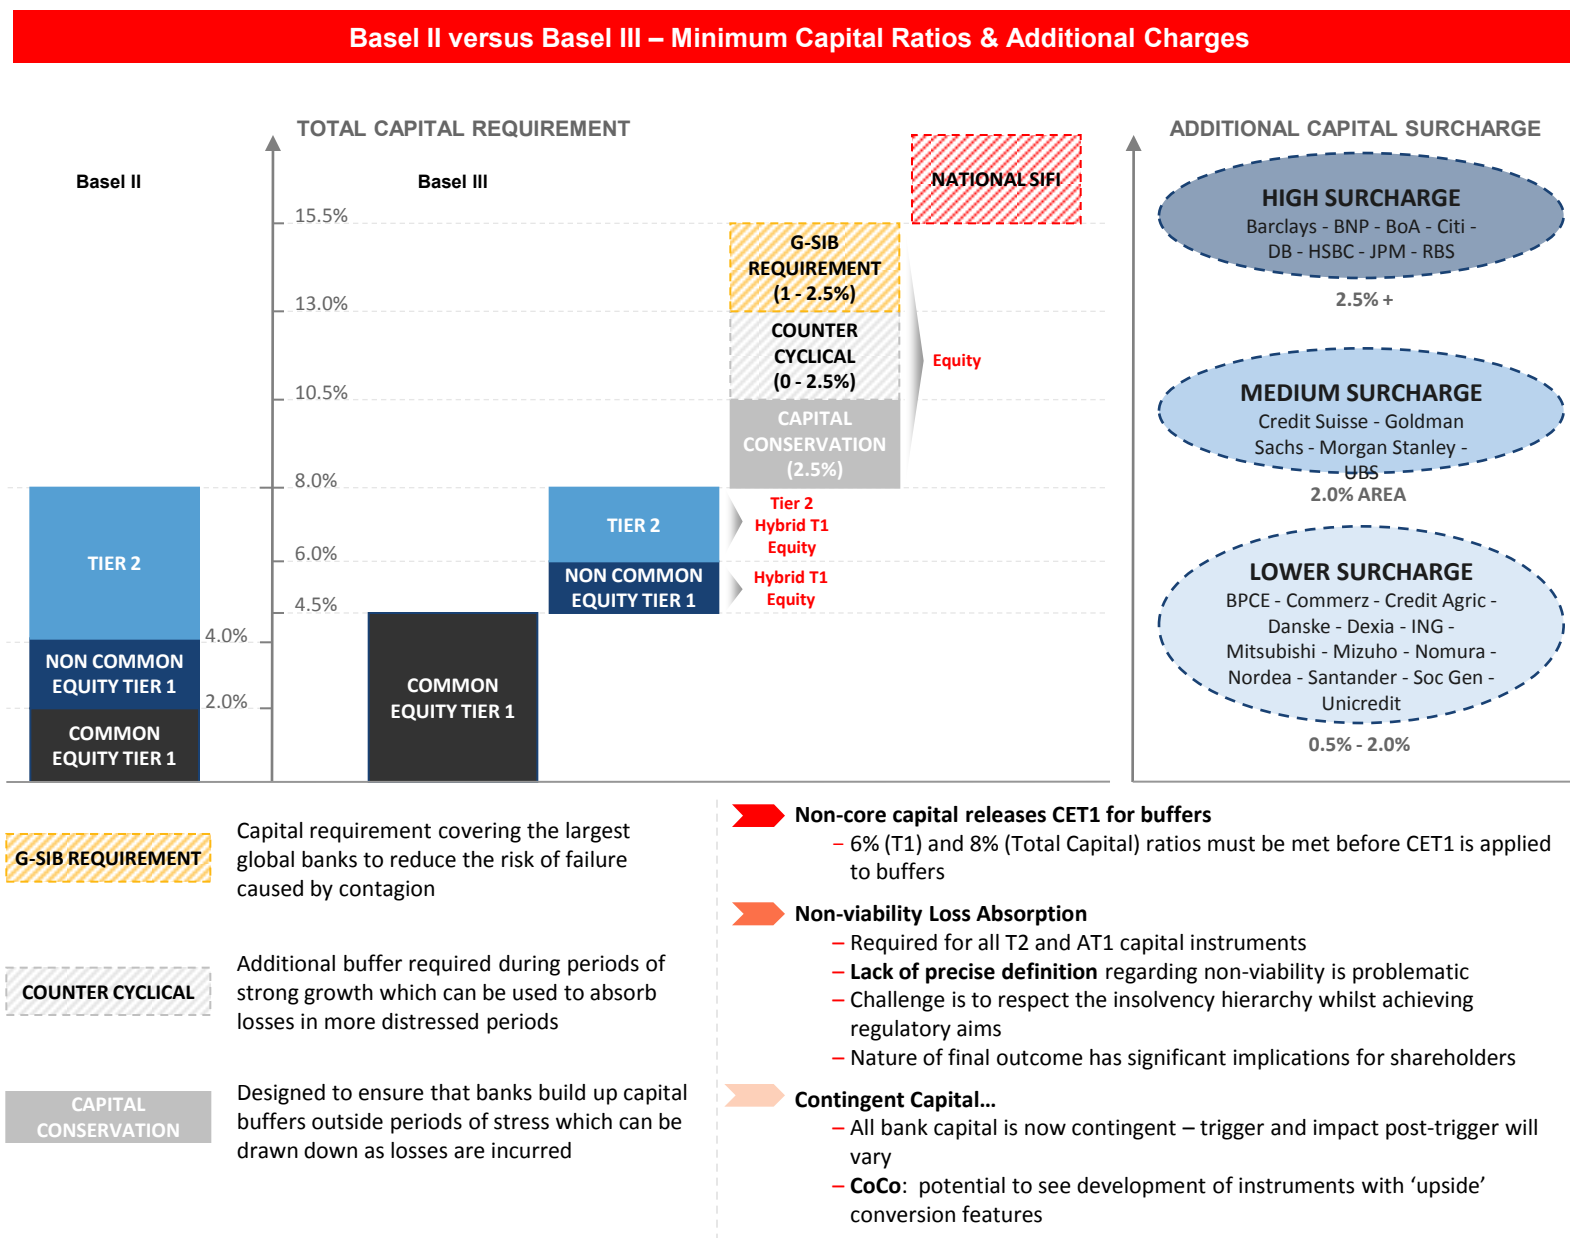 Basel II versus Basel III – Minimum Capital Ratios & Additional Charges
TOTAL CAPITAL REQUIREMENT
Basel II
Basel III
15.5%
13.0%
10.5%
8.0%
6.0%
4.5%
4.0%
2.0%
TIER 2
NON COMMON
EQUITY TIER 1
COMMON
EQUITY TIER 1
COMMON
EQUITY TIER 1
TIER 2
NON COMMON
EQUITY TIER 1
NATIONAL SIFI
G-SIB
REQUIREMENT
(1 - 2.5%)
COUNTER
CYCLICAL
(0 - 2.5%)
CAPITAL
CONSERVATION
(2.5%)
Equity
Tier 2
Hybrid T1
Equity
Hybrid T1
Equity
ADDITIONAL CAPITAL SURCHARGE
HIGH SURCHARGE
Barclays - BNP - BoA - Citi -
DB - HSBC - JPM - RBS
2.5% +
MEDIUM SURCHARGE
Credit Suisse - Goldman
Sachs - Morgan Stanley -
UBS
2.0% AREA
LOWER SURCHARGE
BPCE - Commerz - Credit Agric -
Danske - Dexia - ING -
Mitsubishi - Mizuho - Nomura -
Nordea - Santander - Soc Gen -
Unicredit
0.5% - 2.0%
G-SIB REQUIREMENT
Capital requirement covering the largest
global banks to reduce the risk of failure
caused by contagion
COUNTER CYCLICAL
Additional buffer required during periods of
strong growth which can be used to absorb
losses in more distressed periods
CAPITAL
CONSERVATION
Designed to ensure that banks build up capital
buffers outside periods of stress which can be
drawn down as losses are incurred
Non-core capital releases CET1 for buffers
– 6% (T1) and 8% (Total Capital) ratios must be met before CET1 is applied
to buffers
Non-viability Loss Absorption
– Required for all T2 and AT1 capital instruments
– Lack of precise definition regarding non-viability is problematic
– Challenge is to respect the insolvency hierarchy whilst achieving
regulatory aims
– Nature of final outcome has significant implications for shareholders
Contingent Capital…
– All bank capital is now contingent – trigger and impact post-trigger will
vary
– CoCo:  potential to see development of instruments with ‘upside’
conversion features